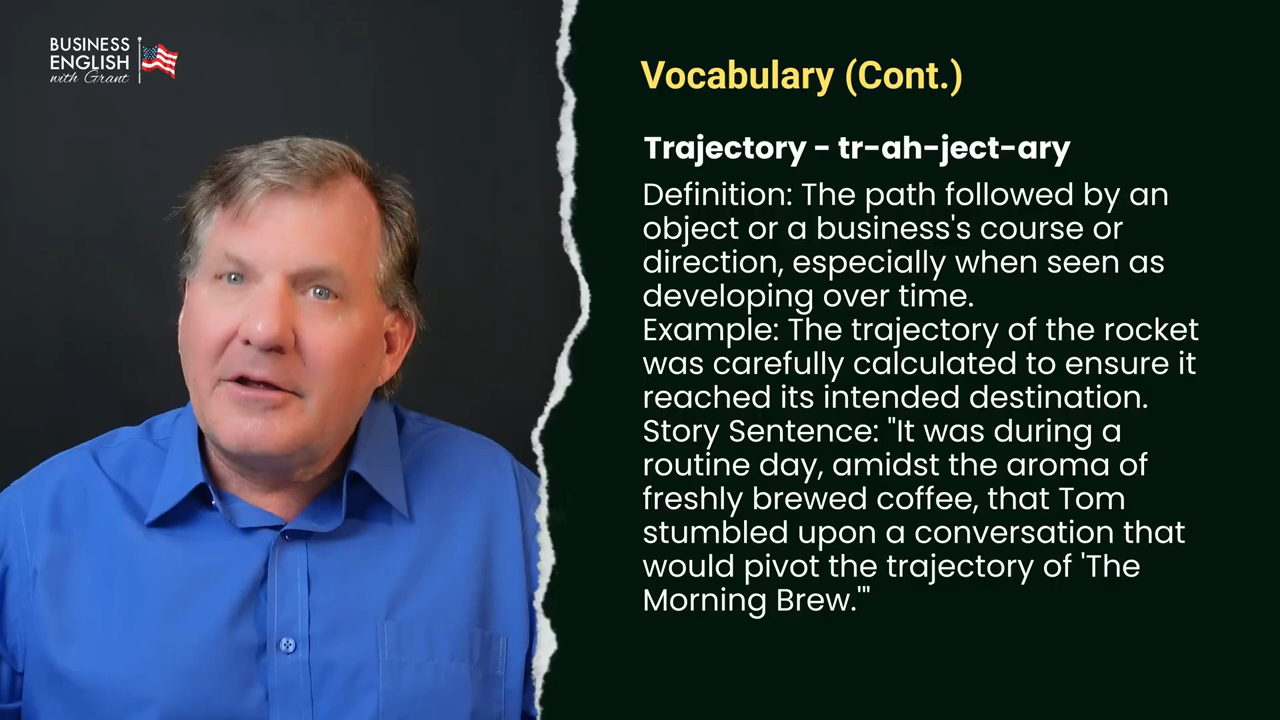 BUSINESS
ENGLISH
with Grant
Vocabulary (Cont.)
Trajectory - tr-ah-ject-ary
Definition: The path followed by an
object or a business's course or
direction, especially when seen as
developing over time.
Example: The trajectory of the rocket
was carefully calculated to ensure it
reached its intended destination.
Story Sentence: "It was during a
routine day, amidst the aroma of
freshly brewed coffee, that Tom
stumbled upon a conversation that
would pivot the trajectory of 'The
Morning Brew.'"